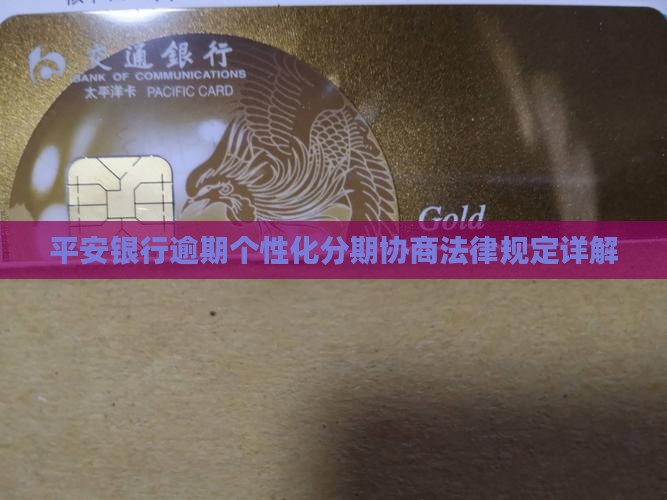 交通銀行
BANK OF COMMUNICATIONS
太平洋卡 PACIFIC CARD
Gold
平安银行逾期个性化分期协商法律规定详解